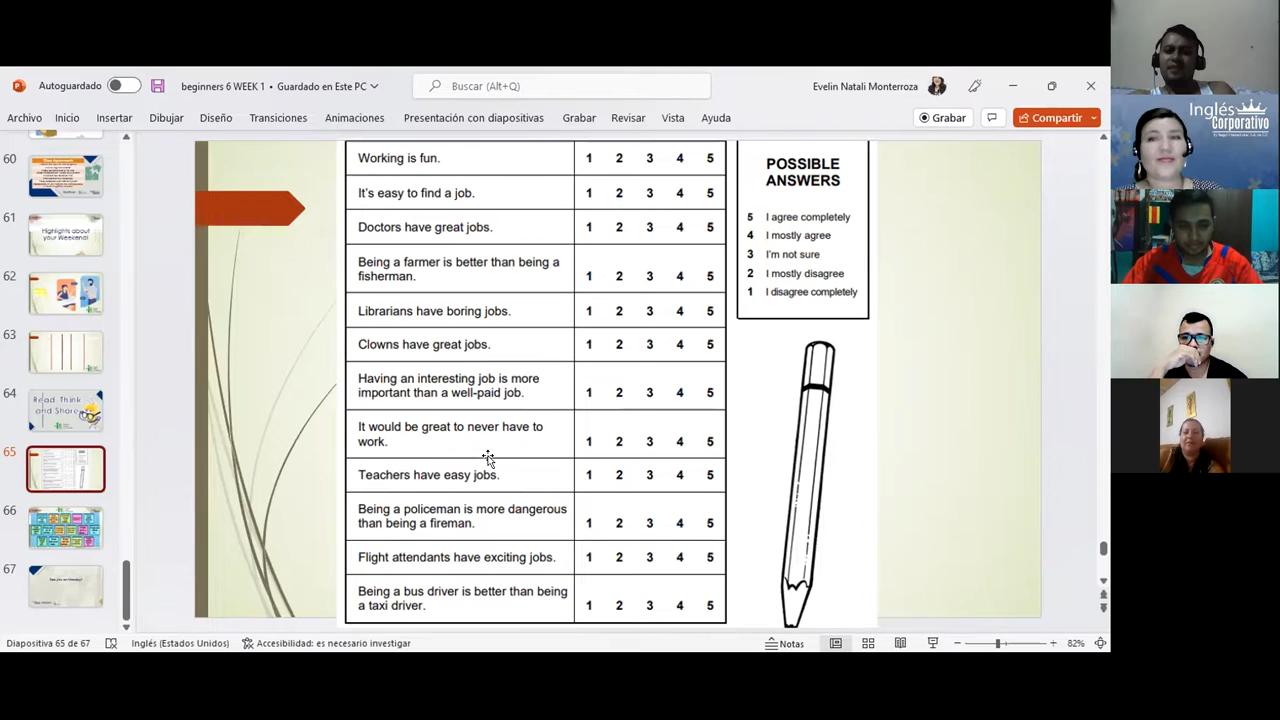 Autoguardado
beginners 6 WEEK 1 • Guardado en Este PC
Buscar (Alt+Q)
Evelin Natali Monterroza
Archivo Inicio Insertar Dibujar Diseño Transiciones Animaciones Presentación con diapositivas Grabar Revisar Vista Ayuda
Grabar
Compartir
60
61
Highlights about
your Weekend!
62
63
64
Read Think
and Share
65
66
67
See you on Monday!
Working is fun. 1 2 3 4 5
It's easy to find a job. 1 2 3 4 5
Doctors have great jobs. 1 2 3 4 5
Being a farmer is better than being a
fisherman. 1 2 3 4 5
Librarians have boring jobs. 1 2 3 4 5
Clowns have great jobs. 1 2 3 4 5
Having an interesting job is more
important than a well-paid job. 1 2 3 4 5
It would be great to never have to
work. 1 2 3 4 5
Teachers have easy jobs. 1 2 3 4 5
Being a policeman is more dangerous
than being a fireman. 1 2 3 4 5
Flight attendants have exciting jobs. 1 2 3 4 5
Being a bus driver is better than being
a taxi driver. 1 2 3 4 5
POSSIBLE
ANSWERS
5 I agree completely
4 I mostly agree
3 I'm not sure
2 I mostly disagree
1 I disagree completely
Diapositiva 65 de 67
Inglés (Estados Unidos)
Accesibilidad: es necesario investigar
Notas
82%
Inglés
Corporativo